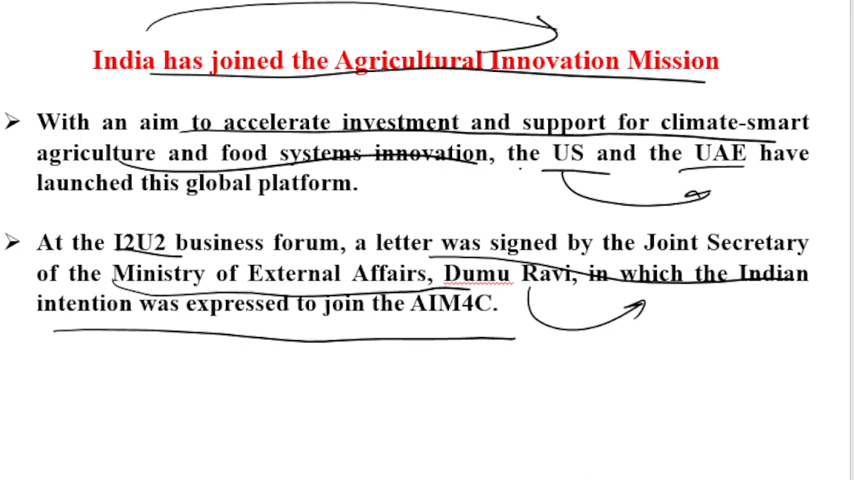 India has joined the Agricultural Innovation Mission
➢ With an aim to accelerate investment and support for climate-smart
agriculture and food systems innovation, the US and the UAE have
launched this global platform.
➢ At the I2U2 business forum, a letter was signed by the Joint Secretary
of the Ministry of External Affairs, Dumu Ravi, in which the Indian
intention was expressed to join the AIM4C.